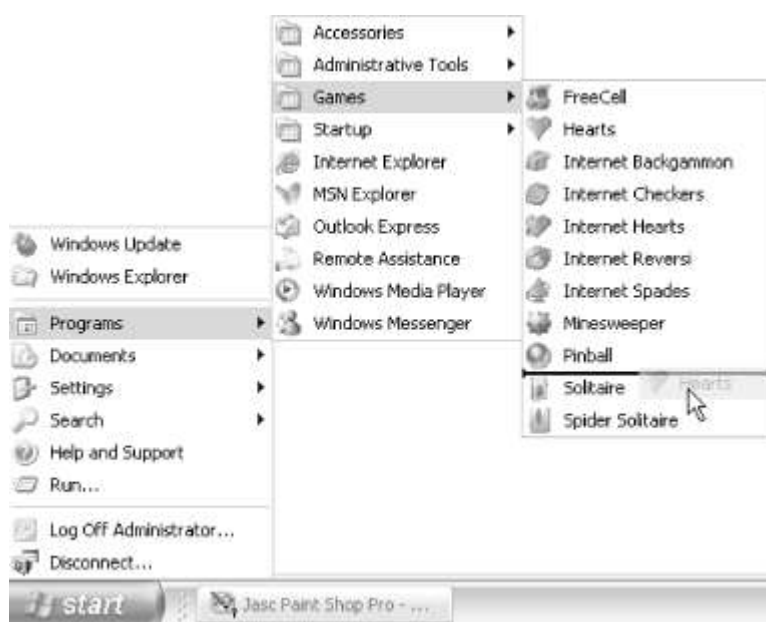 Accessories
Administrative Tools
Games
Startup
Internet Explorer
MSN Explorer
Outlook Express
Remote Assistance
Windows Media Player
Windows Messenger
FreeCell
Hearts
Internet Backgammon
Internet Checkers
Internet Hearts
Internet Reversi
Internet Spades
Minesweeper
Pinball
Solitaire
Hearts
Spider Solitaire
Windows Update
Windows Explorer
Programs
Documents
Settings
Search
Help and Support
Run...
Log Off Administrator...
Disconnect...
start
Jasc Paint Shop Pro - ....